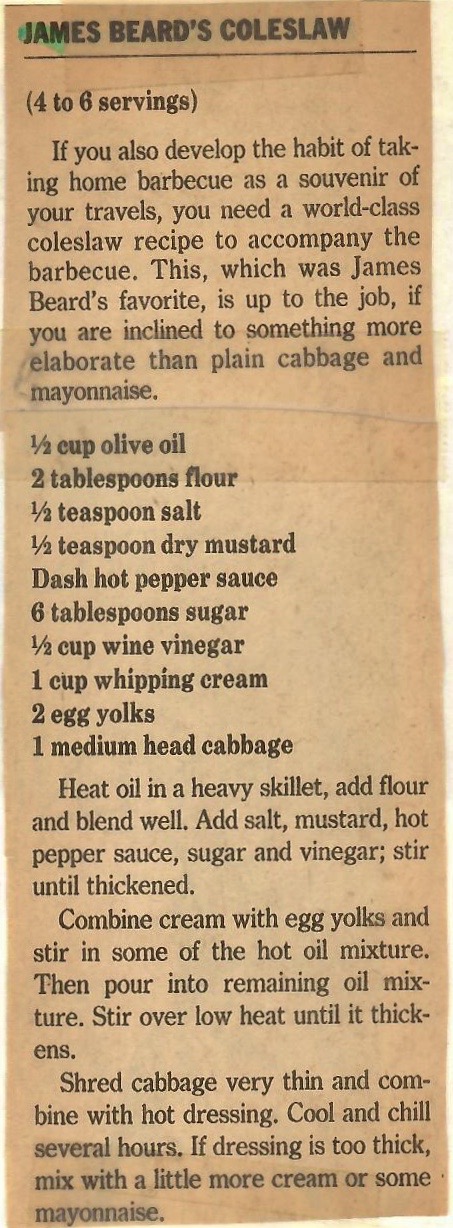 JAMES BEARD'S COLESLAW
(4 to 6 servings)
If you also develop the habit of tak-
ing home barbecue as a souvenir of
your travels, you need a world-class
coleslaw recipe to accompany the
barbecue. This, which was James
Beard's favorite, is up to the job, if
you are inclined to something more
elaborate than plain cabbage and
mayonnaise.
½ cup olive oil
2 tablespoons flour
½ teaspoon salt
½ teaspoon dry mustard
Dash hot pepper sauce
6 tablespoons sugar
½ cup wine vinegar
1 cup whipping cream
2 egg yolks
1 medium head cabbage
Heat oil in a heavy skillet, add flour
and blend well. Add salt, mustard, hot
pepper sauce, sugar and vinegar; stir
until thickened.
Combine cream with egg yolks and
stir in some of the hot oil mixture.
Then pour into remaining oil mix-
ture. Stir over low heat until it thick-
ens.
Shred cabbage very thin and com-
bine with hot dressing. Cool and chill
several hours. If dressing is too thick,
mix with a little more cream or some
mayonnaise.